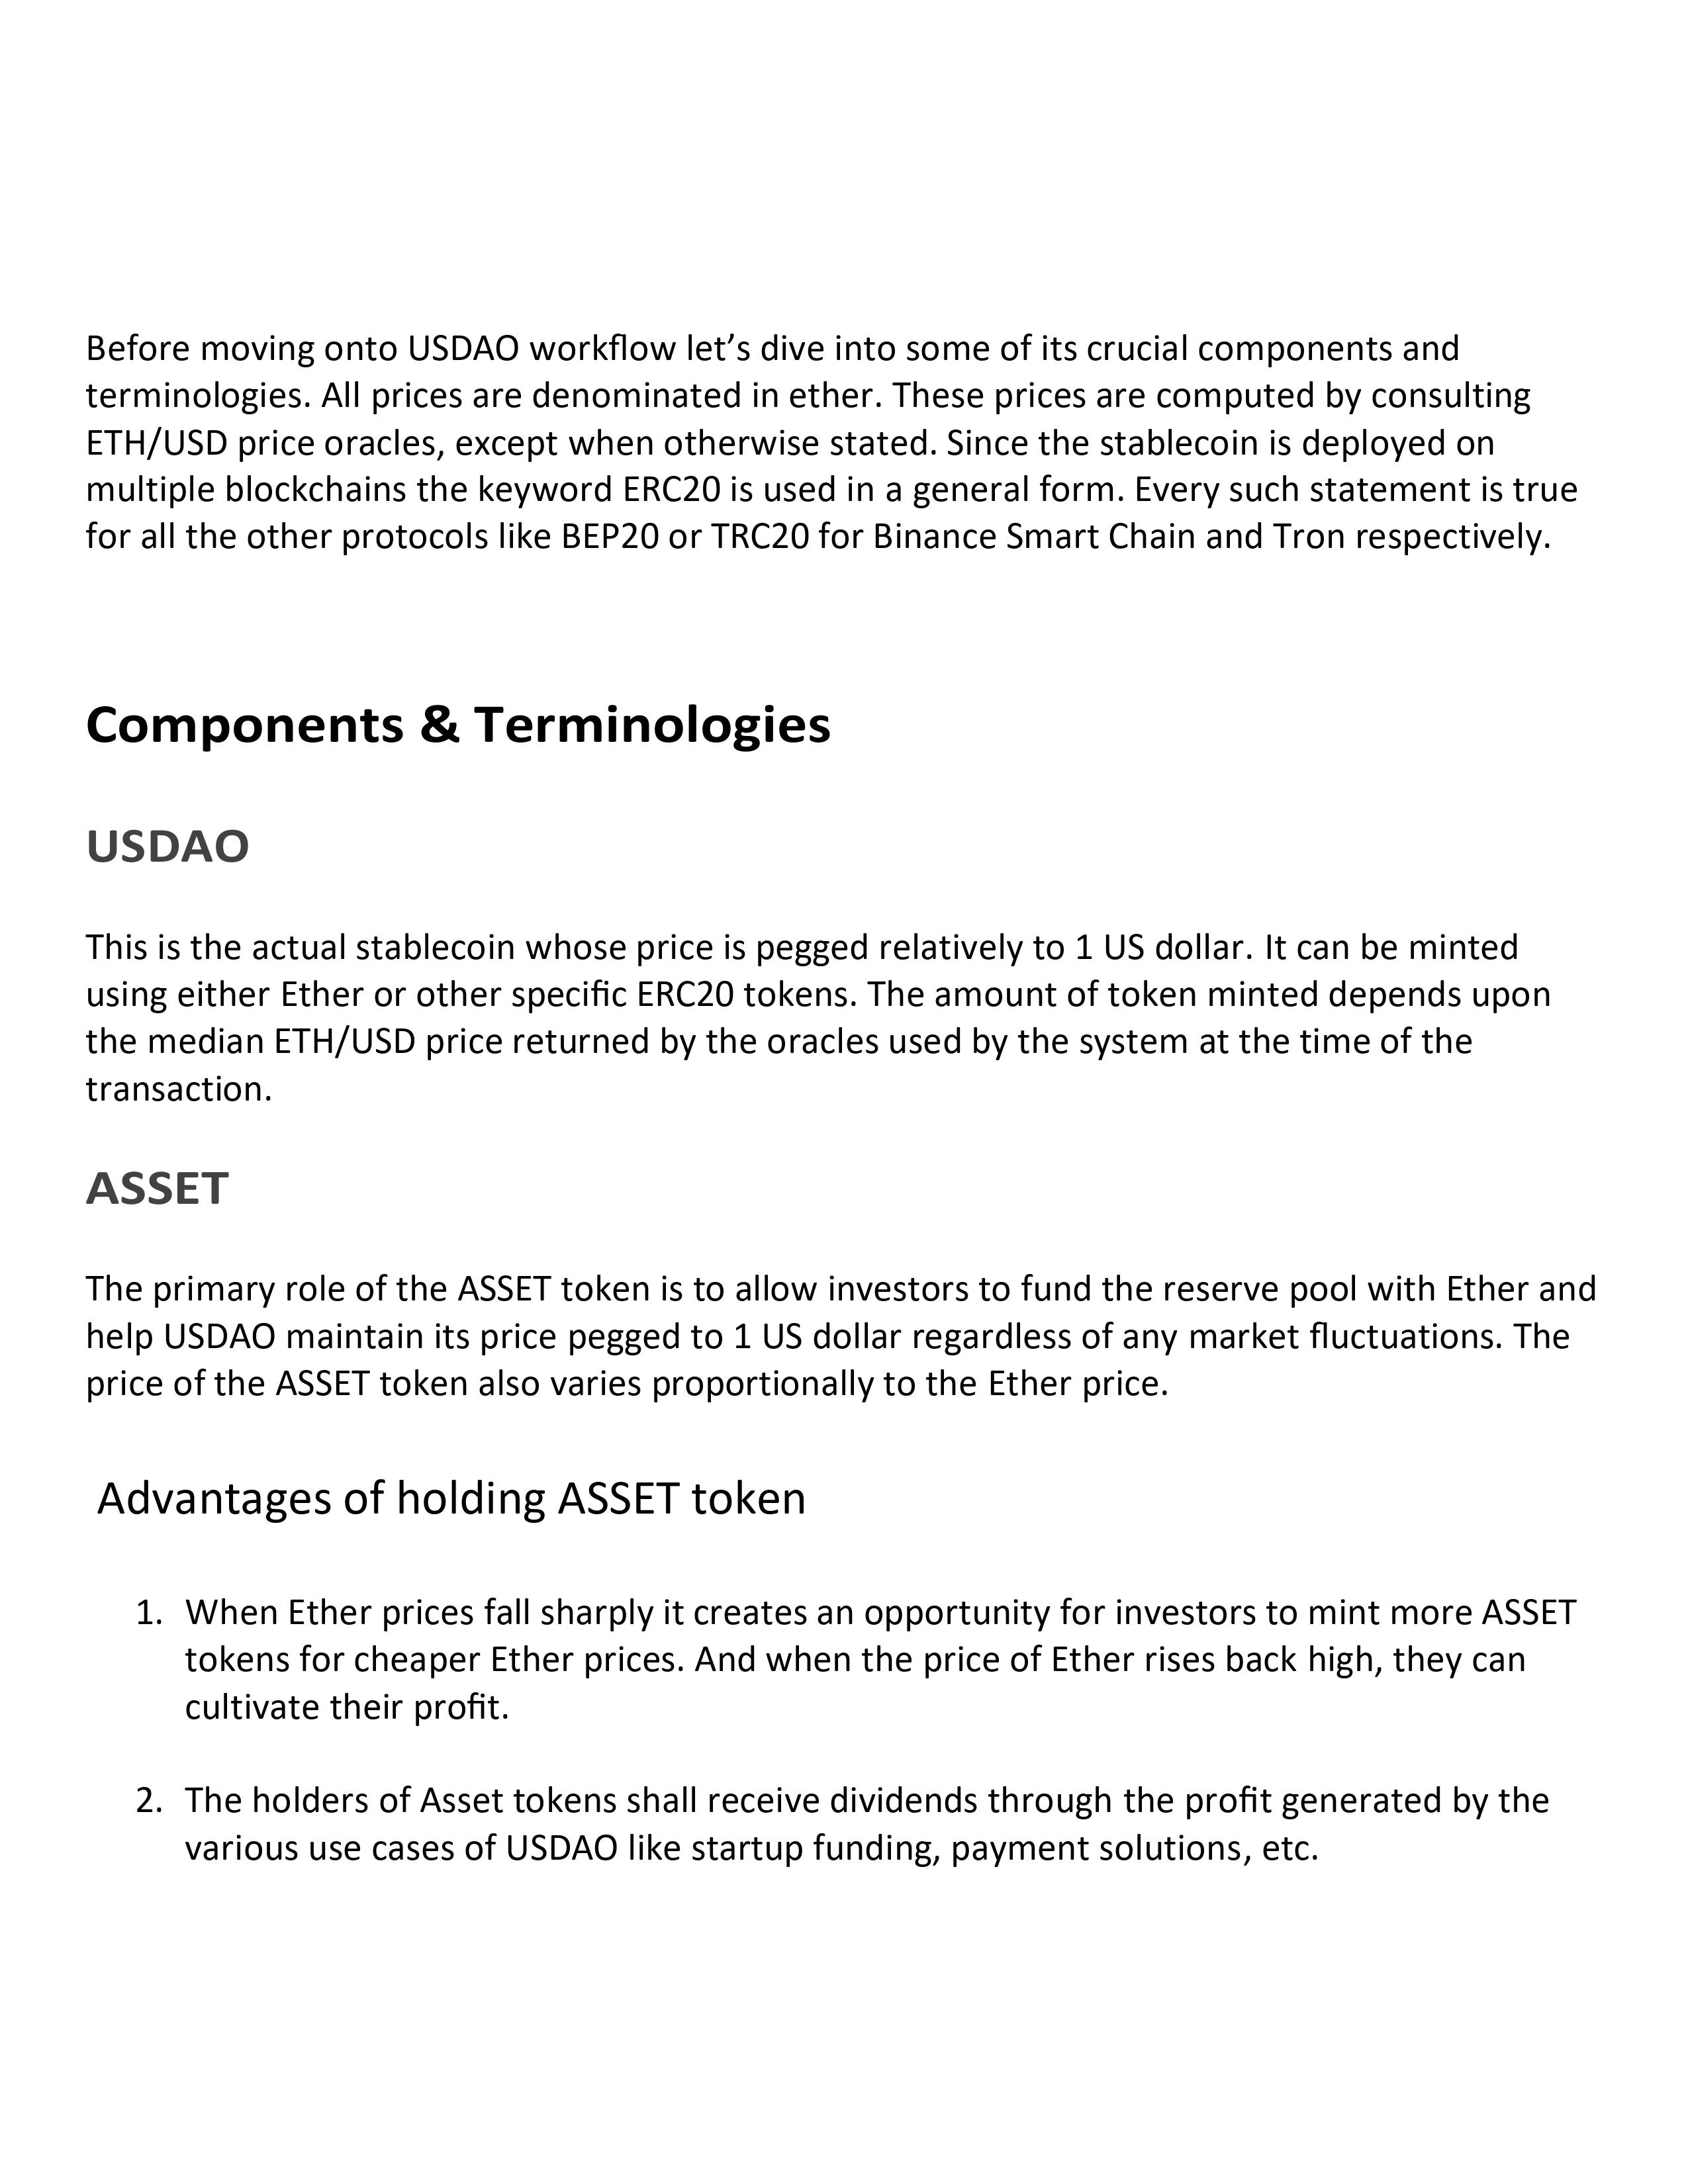 Before moving onto USDAO workflow let’s dive into some of its crucial components and
terminologies. All prices are denominated in ether. These prices are computed by consulting
ETH/USD price oracles, except when otherwise stated. Since the stablecoin is deployed on
multiple blockchains the keyword ERC20 is used in a general form. Every such statement is true
for all the other protocols like BEP20 or TRC20 for Binance Smart Chain and Tron respectively.
Components & Terminologies
USDAO
This is the actual stablecoin whose price is pegged relatively to 1 US dollar. It can be minted
using either Ether or other specific ERC20 tokens. The amount of token minted depends upon
the median ETH/USD price returned by the oracles used by the system at the time of the
transaction.
ASSET
The primary role of the ASSET token is to allow investors to fund the reserve pool with Ether and
help USDAO maintain its price pegged to 1 US dollar regardless of any market fluctuations. The
price of the ASSET token also varies proportionally to the Ether price.
Advantages of holding ASSET token
1. When Ether prices fall sharply it creates an opportunity for investors to mint more ASSET
tokens for cheaper Ether prices. And when the price of Ether rises back high, they can
cultivate their profit.
2. The holders of Asset tokens shall receive dividends through the profit generated by the
various use cases of USDAO like startup funding, payment solutions, etc.